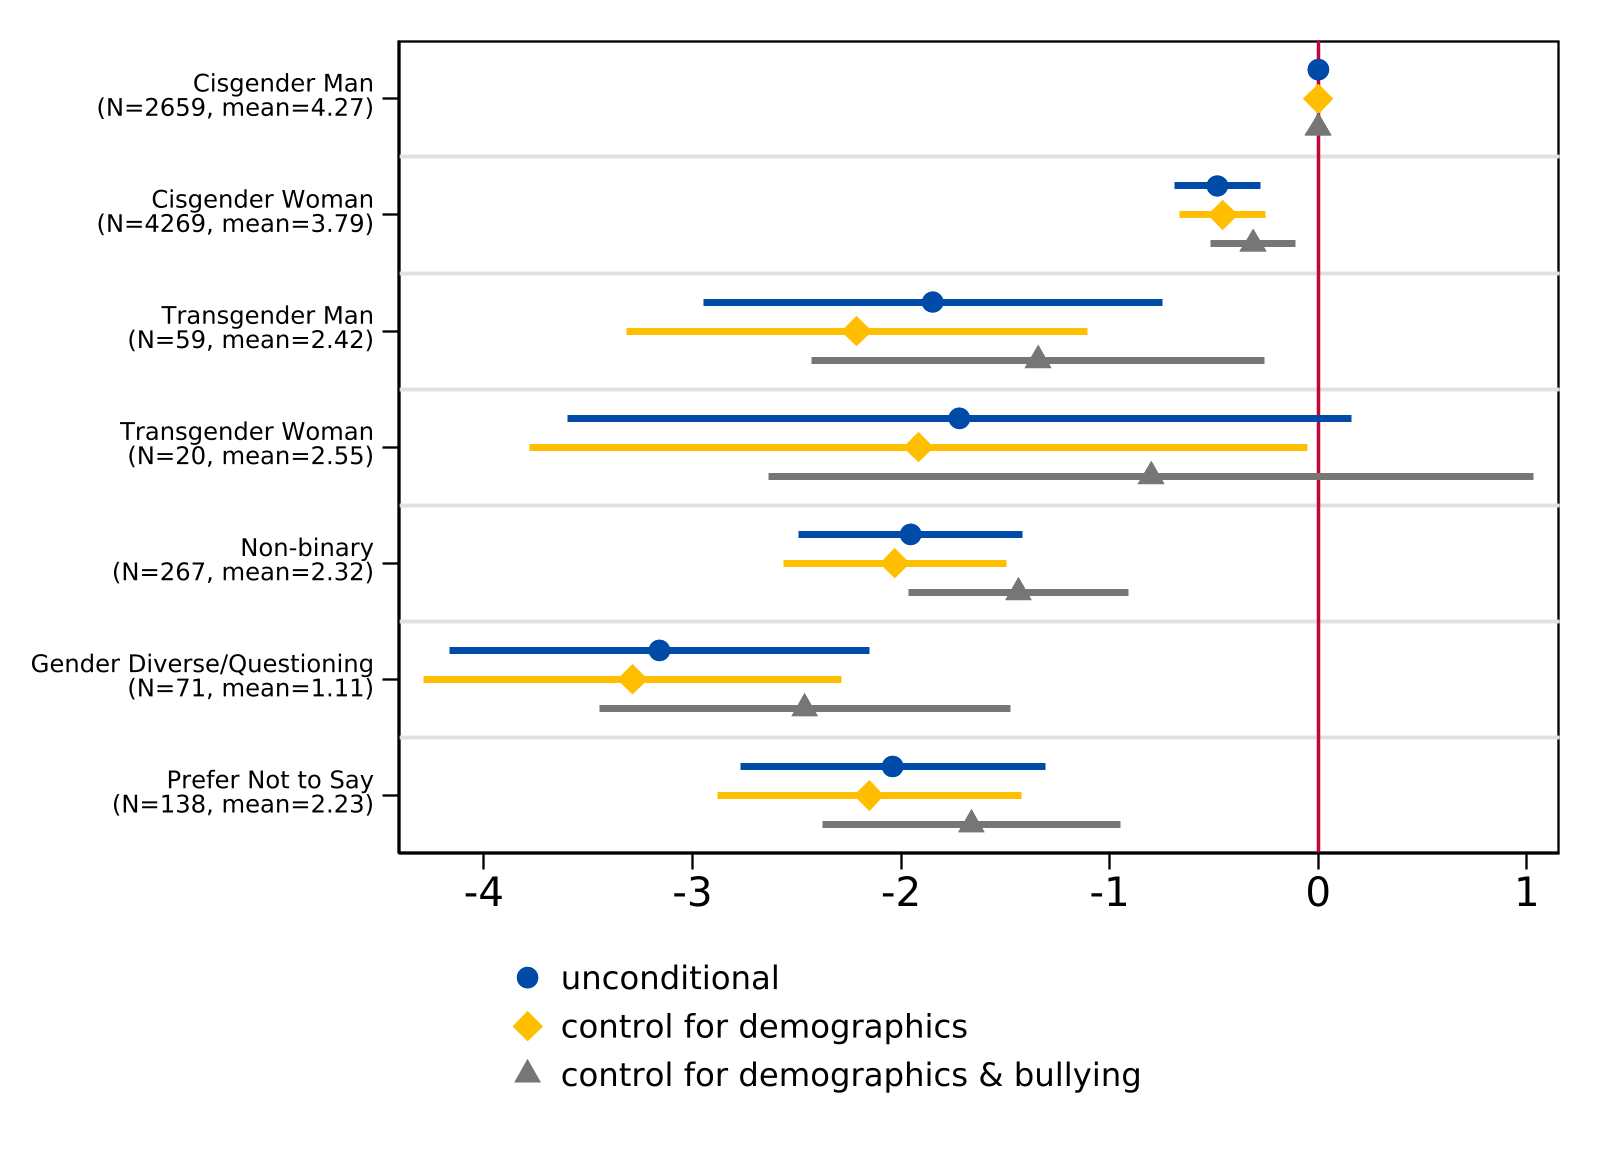 Cisgender Man
(N=2659, mean=4.27)
Cisgender Woman
(N=4269, mean=3.79)
Transgender Man
(N=59, mean=2.42)
Transgender Woman
(N=20, mean=2.55)
Non-binary
(N=267, mean=2.32)
Gender Diverse/Questioning
(N=71, mean=1.11)
Prefer Not to Say
(N=138, mean=2.23)
-4 -3 -2 -1 0 1
unconditional
control for demographics
control for demographics & bullying